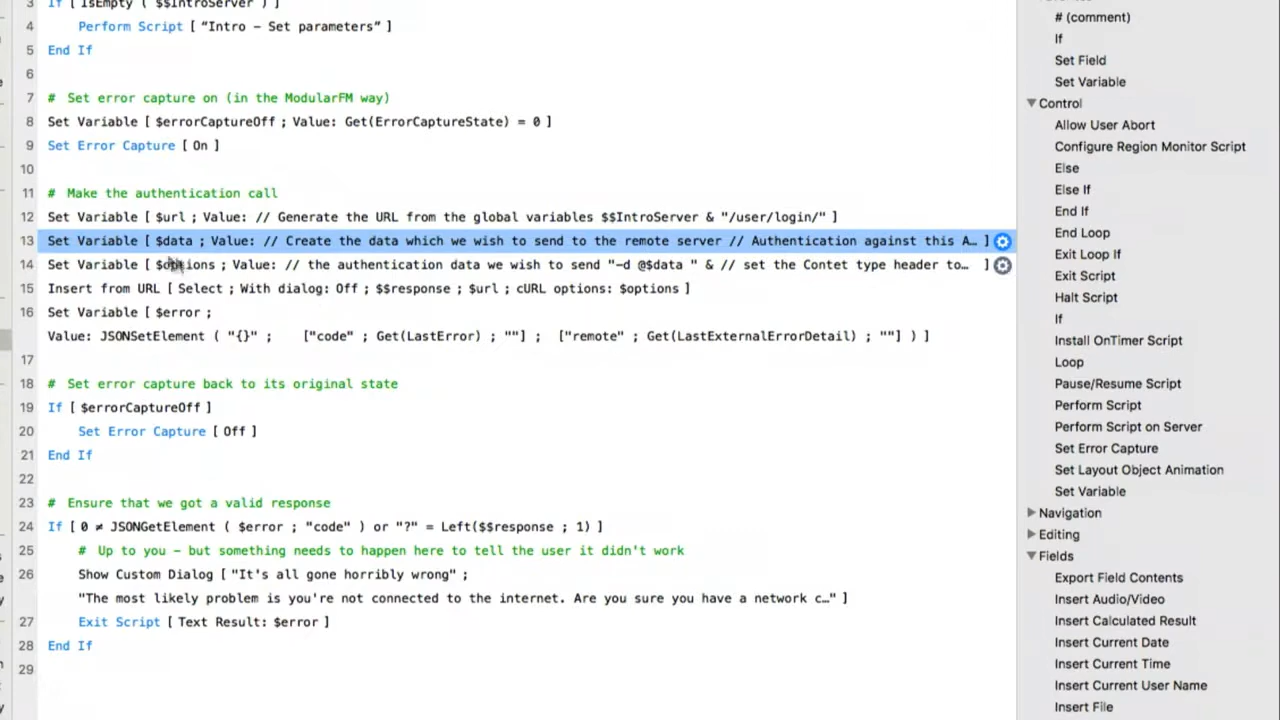 3 If [ IsEmpty ( $$IntroServer ) ]
4 Perform Script [ “Intro – Set parameters” ]
5 End If
6
7 # Set error capture on (in the ModularFM way)
8 Set Variable [ $errorCaptureOff ; Value: Get(ErrorCaptureState) = 0 ]
9 Set Error Capture [ On ]
10
11 # Make the authentication call
12 Set Variable [ $url ; Value: // Generate the URL from the global variables $$IntroServer & "/user/login/" ]
13 Set Variable [ $data ; Value: // Create the data which we wish to send to the remote server // Authentication against this A… ]
14 Set Variable [ $options ; Value: // the authentication data we wish to send "-d @$data " & // set the Contet type header to… ]
15 Insert from URL [ Select ; With dialog: Off ; $$response ; $url ; cURL options: $options ]
16 Set Variable [ $error ;
Value: JSONSetElement ( "{}" ; ["code" ; Get(LastError) ; ""] ; ["remote" ; Get(LastExternalErrorDetail) ; ""] ) ]
17
18 # Set error capture back to its original state
19 If [ $errorCaptureOff ]
20 Set Error Capture [ Off ]
21 End If
22
23 # Ensure that we got a valid response
24 If [ 0 ≠ JSONGetElement ( $error ; "code" ) or "?" = Left($$response ; 1) ]
25 # Up to you – but something needs to happen here to tell the user it didn't work
26 Show Custom Dialog [ "It's all gone horribly wrong" ;
"The most likely problem is you're not connected to the internet. Are you sure you have a network c…" ]
27 Exit Script [ Text Result: $error ]
28 End If
29
# (comment)
If
Set Field
Set Variable
Control
Allow User Abort
Configure Region Monitor Script
Else
Else If
End If
End Loop
Exit Loop If
Exit Script
Halt Script
If
Install OnTimer Script
Loop
Pause/Resume Script
Perform Script
Perform Script on Server
Set Error Capture
Set Layout Object Animation
Set Variable
Navigation
Editing
Fields
Export Field Contents
Insert Audio/Video
Insert Calculated Result
Insert Current Date
Insert Current Time
Insert Current User Name
Insert File